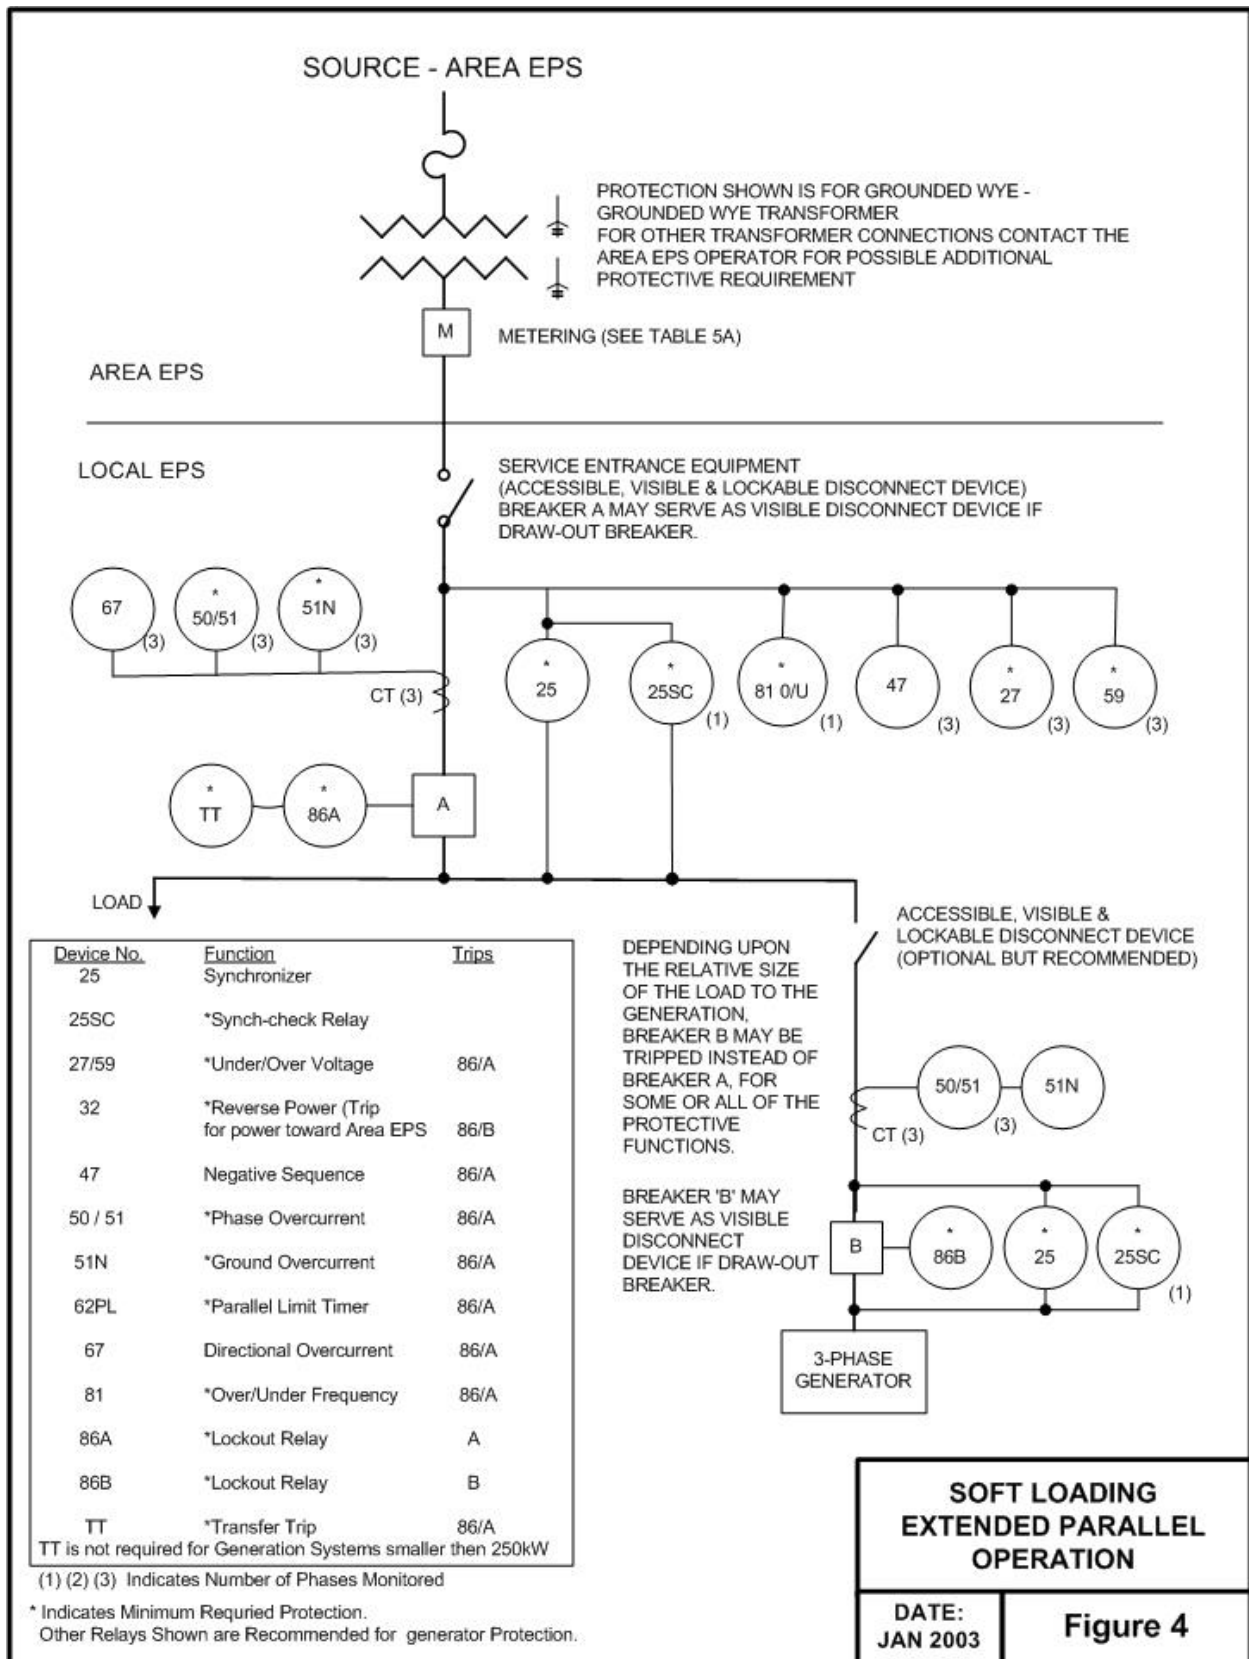 SOURCE - AREA EPS
PROTECTION SHOWN IS FOR GROUNDED WYE -
GROUNDED WYE TRANSFORMER
FOR OTHER TRANSFORMER CONNECTIONS CONTACT THE
AREA EPS OPERATOR FOR POSSIBLE ADDITIONAL
PROTECTIVE REQUIREMENT
M
METERING (SEE TABLE 5A)
AREA EPS
LOCAL EPS
SERVICE ENTRANCE EQUIPMENT
(ACCESSIBLE, VISIBLE & LOCKABLE DISCONNECT DEVICE)
BREAKER A MAY SERVE AS VISIBLE DISCONNECT DEVICE IF
DRAW-OUT BREAKER.
67
(3)
*
50/51
(3)
*
51N
(3)
CT (3)
*
25
*
25SC
(1)
*
81 0/U
(1)
47
(3)
*
27
(3)
*
59
(3)
*
TT
*
86A
A
LOAD
ACCESSIBLE, VISIBLE &
LOCKABLE DISCONNECT DEVICE
(OPTIONAL BUT RECOMMENDED)
DEPENDING UPON
THE RELATIVE SIZE
OF THE LOAD TO THE
GENERATION,
BREAKER B MAY BE
TRIPPED INSTEAD OF
BREAKER A, FOR
SOME OR ALL OF THE
PROTECTIVE
FUNCTIONS.
BREAKER 'B' MAY
SERVE AS VISIBLE
DISCONNECT
DEVICE IF DRAW-OUT
BREAKER.
50/51
(3)
51N
CT (3)
B
*
86B
*
25
*
25SC
(1)
3-PHASE
GENERATOR
Device No. Function Trips
25 Synchronizer
25SC *Synch-check Relay
27/59 *Under/Over Voltage 86/A
32 *Reverse Power (Trip
for power toward Area EPS 86/B
47 Negative Sequence 86/A
50 / 51 *Phase Overcurrent 86/A
51N *Ground Overcurrent 86/A
62PL *Parallel Limit Timer 86/A
67 Directional Overcurrent 86/A
81 *Over/Under Frequency 86/A
86A *Lockout Relay A
86B *Lockout Relay B
TT *Transfer Trip 86/A
TT is not required for Generation Systems smaller then 250kW
(1) (2) (3) Indicates Number of Phases Monitored
* Indicates Minimum Requried Protection.
Other Relays Shown are Recommended for generator Protection.
SOFT LOADING
EXTENDED PARALLEL
OPERATION
DATE:
JAN 2003
Figure 4